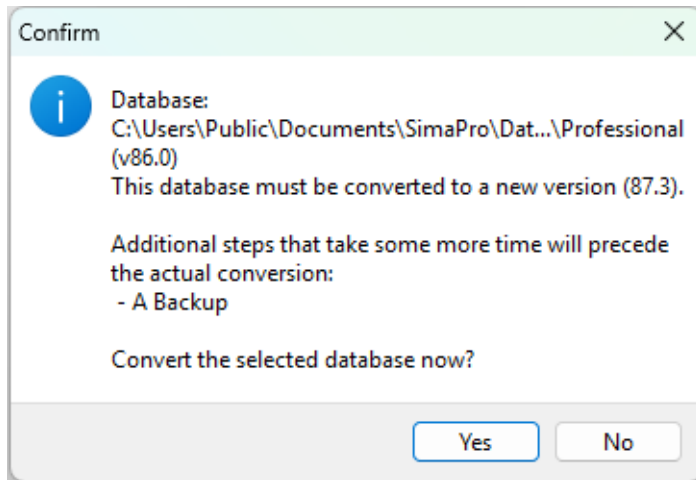 Confirm
Database:
C:\Users\Public\Documents\SimaPro\Dat...\Professional
(v86.0)
This database must be converted to a new version (87.3).
Additional steps that take some more time will precede
the actual conversion:
- A Backup
Convert the selected database now?
Yes
No